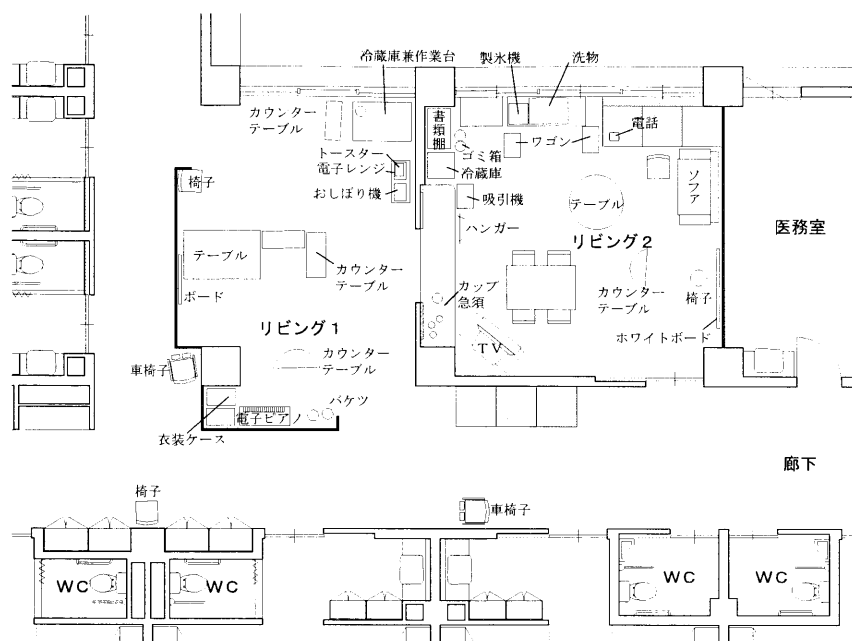 冷蔵庫兼作業台
製氷機
洗物
カウンター
テーブル
書類棚
ワゴン
電話
ゴミ箱
冷蔵庫
トースター
電子レンジ
おしぼり機
椅子
吸引機
ハンガー
テーブル
ソファ
リビング2
医務室
テーブル
カウンター
テーブル
ボード
カップ
急須
カウンター
テーブル
椅子
ホワイトボード
リビング1
TV
カウンター
テーブル
車椅子
バケツ
電子ピアノ
衣装ケース
廊下
椅子
車椅子
WC
WC
WC
WC